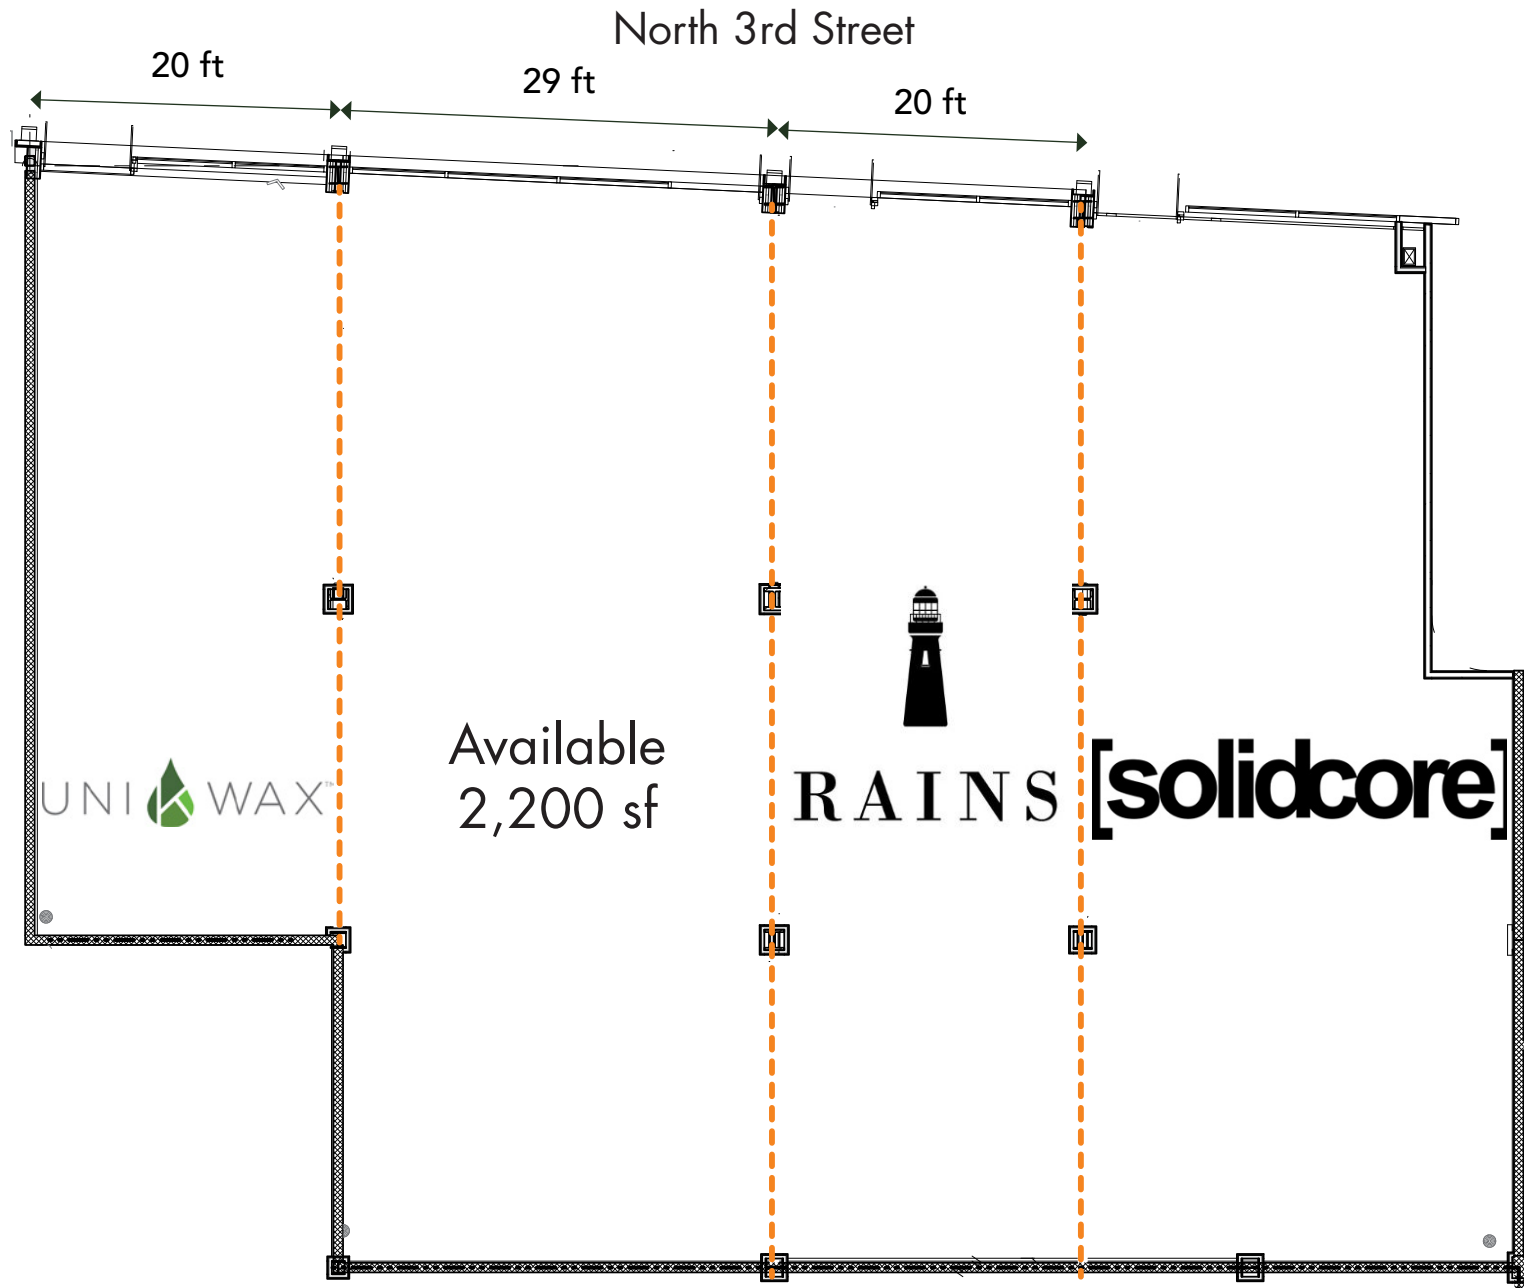 North 3rd Street
20 ft
29 ft
20 ft
Available
2,200 sf
UNI K WAX™
RAINS
[solidcore]